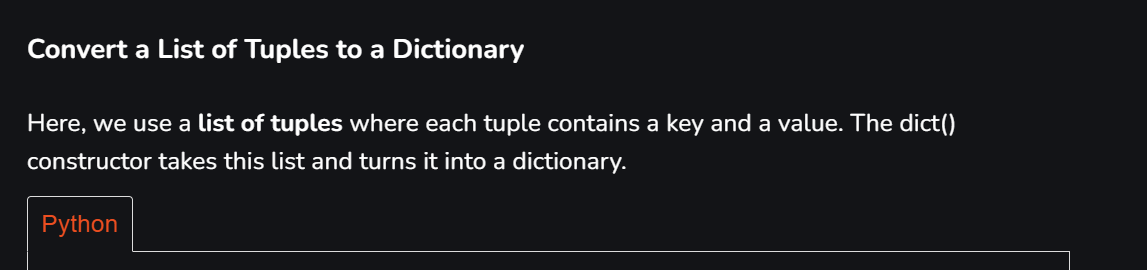 Convert a List of Tuples to a Dictionary
Here, we use a list of tuples where each tuple contains a key and a value. The dict()
constructor takes this list and turns it into a dictionary.
Python